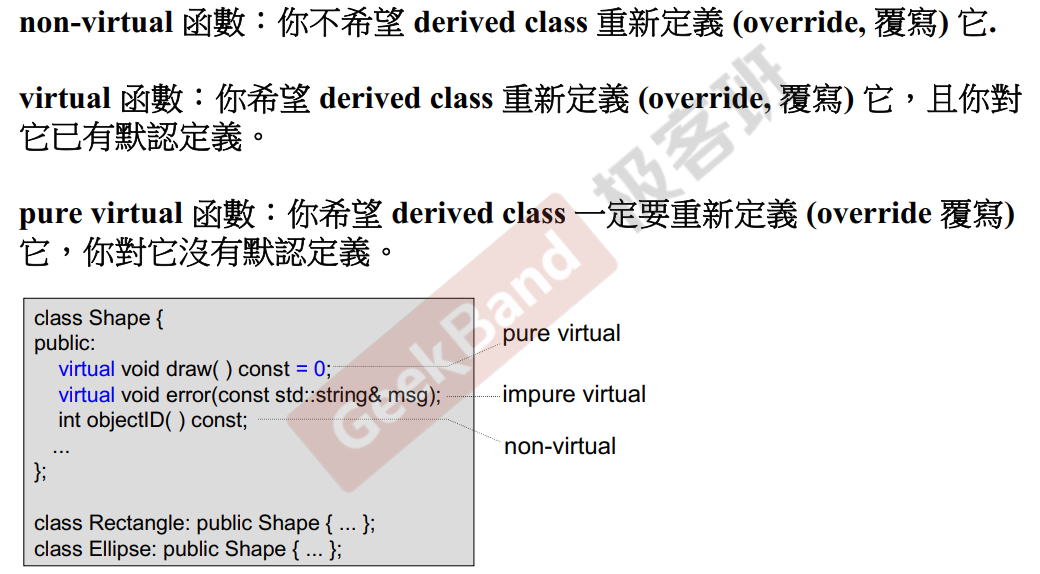 non-virtual 函數：你不希望 derived class 重新定義 (override, 覆寫) 它.
virtual 函數：你希望 derived class 重新定義 (override, 覆寫) 它，且你對
它已有默認定義。
pure virtual 函數：你希望 derived class 一定要重新定義 (override 覆寫)
它，你對它沒有默認定義。
class Shape {
public:
virtual void draw( ) const = 0;
virtual void error(const std::string& msg);
int objectID( ) const;
...
};
class Rectangle: public Shape { ... };
class Ellipse: public Shape { ... };
pure virtual
impure virtual
non-virtual
GeekBand 极客班